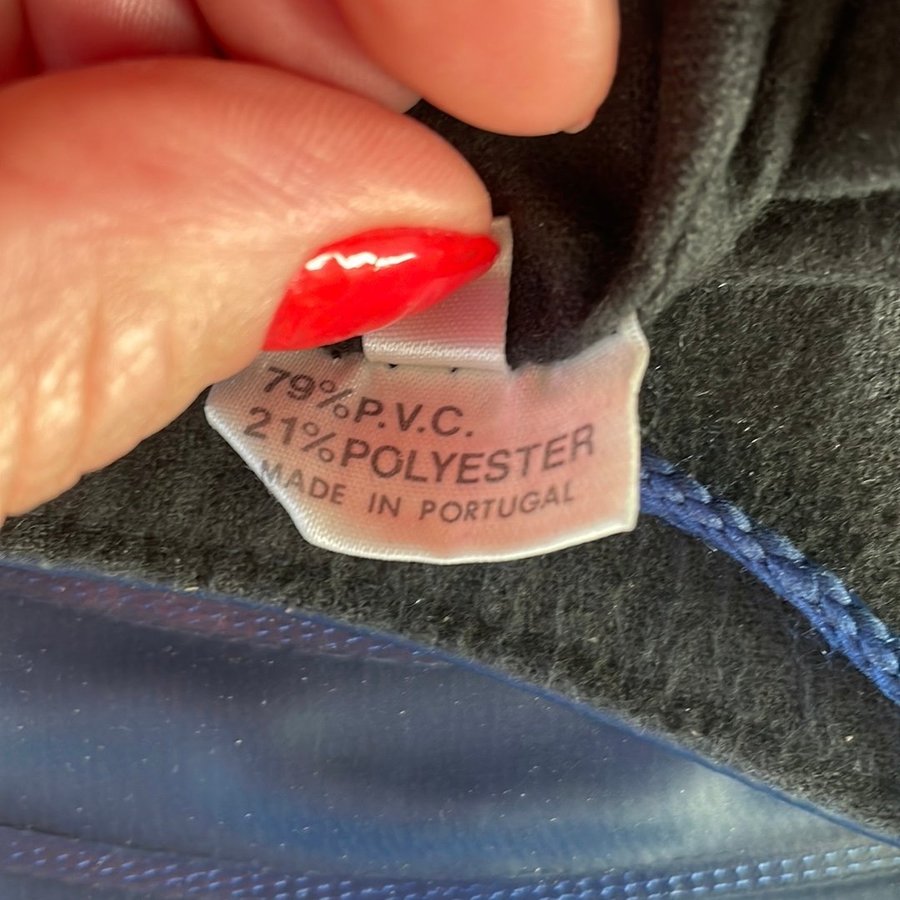 79%P.V.C.
21%POLYESTER
MADE IN PORTUGAL